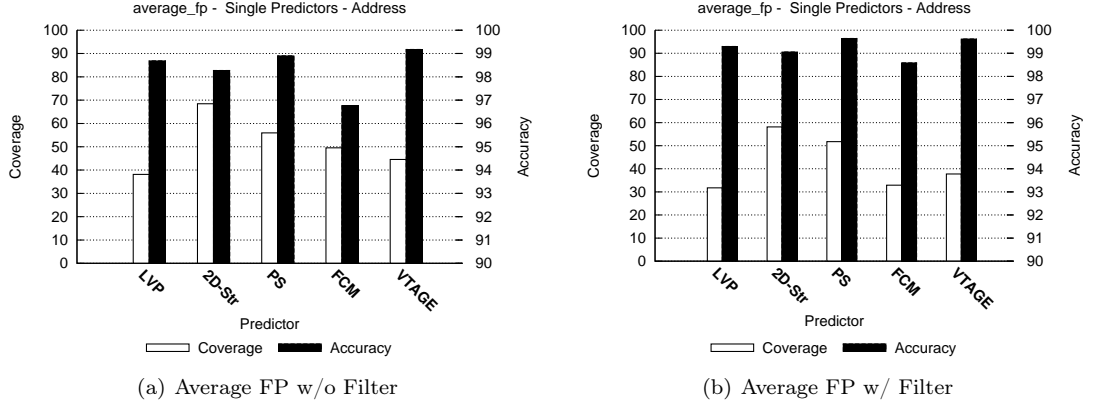 average_fp - Single Predictors - Address
100
90
80
70
60
50
40
30
20
10
0
Coverage
100
99
98
97
96
95
94
93
92
91
90
Accuracy
LVP
2D-Str
PS
FCM
VTAGE
Predictor
Coverage Accuracy
(a) Average FP w/o Filter
average_fp - Single Predictors - Address
100
90
80
70
60
50
40
30
20
10
0
Coverage
100
99
98
97
96
95
94
93
92
91
90
Accuracy
LVP
2D-Str
PS
FCM
VTAGE
Predictor
Coverage Accuracy
(b) Average FP w/ Filter